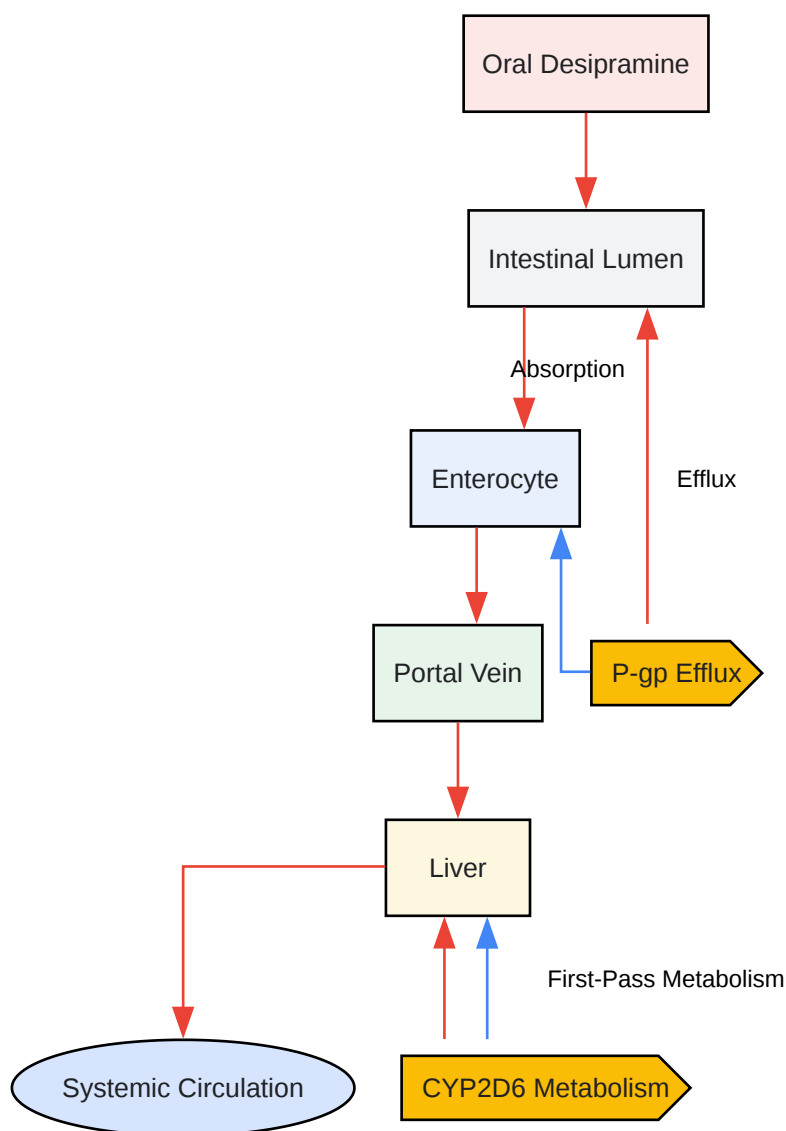 Oral Desipramine
Intestinal Lumen
Absorption
Enterocyte
Efflux
Portal Vein
P-gp Efflux
Liver
First-Pass Metabolism
Systemic Circulation
CYP2D6 Metabolism